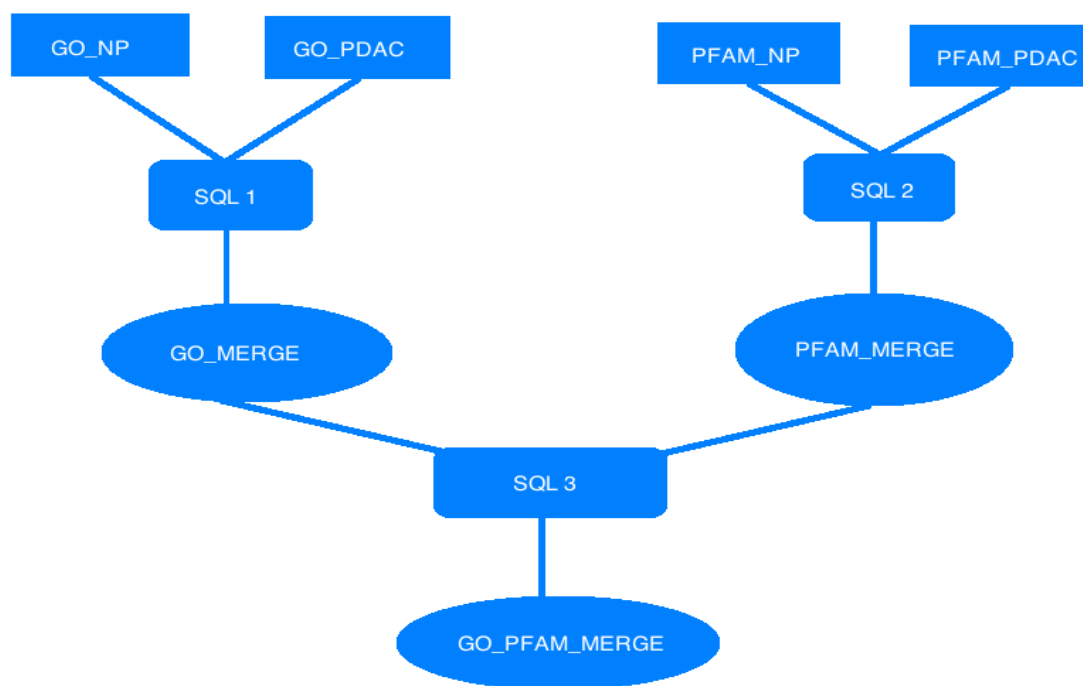 GO_NP
GO_PDAC
PFAM_NP
PFAM_PDAC
SQL 1
SQL 2
GO_MERGE
PFAM_MERGE
SQL 3
GO_PFAM_MERGE